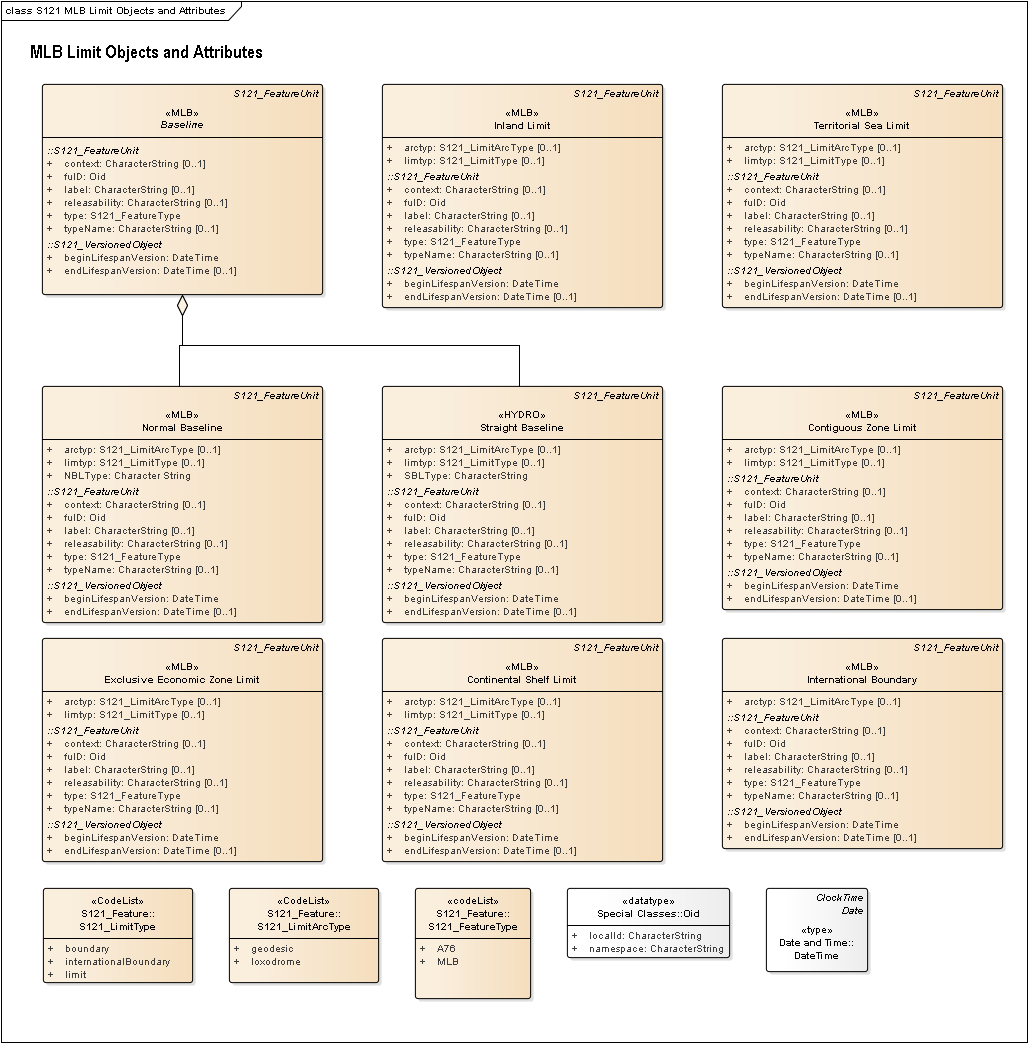 class S121 MLB Limit Objects and Attributes
MLB Limit Objects and Attributes
S121_FeatureUnit
«MLB»
Baseline
::S121_FeatureUnit
+ context: CharacterString [0..1]
+ fuID: Oid
+ label: CharacterString [0..1]
+ releasability: CharacterString [0..1]
+ type: S121_FeatureType
+ typeName: CharacterString [0..1]
::S121_VersionedObject
+ beginLifespanVersion: DateTime
+ endLifespanVersion: DateTime [0..1]
S121_FeatureUnit
«MLB»
Inland Limit
+ arctyp: S121_LimitArcType [0..1]
+ limtyp: S121_LimitType [0..1]
::S121_FeatureUnit
+ context: CharacterString [0..1]
+ fuID: Oid
+ label: CharacterString [0..1]
+ releasability: CharacterString [0..1]
+ type: S121_FeatureType
+ typeName: CharacterString [0..1]
::S121_VersionedObject
+ beginLifespanVersion: DateTime
+ endLifespanVersion: DateTime [0..1]
S121_FeatureUnit
«MLB»
Territorial Sea Limit
+ arctyp: S121_LimitArcType [0..1]
+ limtyp: S121_LimitType [0..1]
::S121_FeatureUnit
+ context: CharacterString [0..1]
+ fuID: Oid
+ label: CharacterString [0..1]
+ releasability: CharacterString [0..1]
+ type: S121_FeatureType
+ typeName: CharacterString [0..1]
::S121_VersionedObject
+ beginLifespanVersion: DateTime
+ endLifespanVersion: DateTime [0..1]
S121_FeatureUnit
«MLB»
Normal Baseline
+ arctyp: S121_LimitArcType [0..1]
+ limtyp: S121_LimitType [0..1]
+ NBLType: Character String
::S121_FeatureUnit
+ context: CharacterString [0..1]
+ fuID: Oid
+ label: CharacterString [0..1]
+ releasability: CharacterString [0..1]
+ type: S121_FeatureType
+ typeName: CharacterString [0..1]
::S121_VersionedObject
+ beginLifespanVersion: DateTime
+ endLifespanVersion: DateTime [0..1]
S121_FeatureUnit
«HYDRO»
Straight Baseline
+ arctyp: S121_LimitArcType [0..1]
+ limtyp: S121_LimitType [0..1]
+ SBLType: CharacterString
::S121_FeatureUnit
+ context: CharacterString [0..1]
+ fuID: Oid
+ label: CharacterString [0..1]
+ releasability: CharacterString [0..1]
+ type: S121_FeatureType
+ typeName: CharacterString [0..1]
::S121_VersionedObject
+ beginLifespanVersion: DateTime
+ endLifespanVersion: DateTime [0..1]
S121_FeatureUnit
«MLB»
Contiguous Zone Limit
+ arctyp: S121_LimitArcType [0..1]
+ limtyp: S121_LimitType [0..1]
::S121_FeatureUnit
+ context: CharacterString [0..1]
+ fuID: Oid
+ label: CharacterString [0..1]
+ releasability: CharacterString [0..1]
+ type: S121_FeatureType
+ typeName: CharacterString [0..1]
::S121_VersionedObject
+ beginLifespanVersion: DateTime
+ endLifespanVersion: DateTime [0..1]
S121_FeatureUnit
«MLB»
Exclusive Economic Zone Limit
+ arctyp: S121_LimitArcType [0..1]
+ limtyp: S121_LimitType [0..1]
::S121_FeatureUnit
+ context: CharacterString [0..1]
+ fuID: Oid
+ label: CharacterString [0..1]
+ releasability: CharacterString [0..1]
+ type: S121_FeatureType
+ typeName: CharacterString [0..1]
::S121_VersionedObject
+ beginLifespanVersion: DateTime
+ endLifespanVersion: DateTime [0..1]
S121_FeatureUnit
«MLB»
Continental Shelf Limit
+ arctyp: S121_LimitArcType [0..1]
+ limtyp: S121_LimitType [0..1]
::S121_FeatureUnit
+ context: CharacterString [0..1]
+ fuID: Oid
+ label: CharacterString [0..1]
+ releasability: CharacterString [0..1]
+ type: S121_FeatureType
+ typeName: CharacterString [0..1]
::S121_VersionedObject
+ beginLifespanVersion: DateTime
+ endLifespanVersion: DateTime [0..1]
S121_FeatureUnit
«MLB»
International Boundary
+ arctyp: S121_LimitArcType [0..1]
::S121_FeatureUnit
+ context: CharacterString [0..1]
+ fuID: Oid
+ label: CharacterString [0..1]
+ releasability: CharacterString [0..1]
+ type: S121_FeatureType
+ typeName: CharacterString [0..1]
::S121_VersionedObject
+ beginLifespanVersion: DateTime
+ endLifespanVersion: DateTime [0..1]
«CodeList»
S121_Feature::
S121_LimitType
+ boundary
+ internationalBoundary
+ limit
«CodeList»
S121_Feature::
S121_LimitArcType
+ geodesic
+ loxodrome
«codeList»
S121_Feature::
S121_FeatureType
+ A76
+ MLB
«datatype»
Special Classes::Oid
+ localId: CharacterString
+ namespace: CharacterString
ClockTime
Date
«type»
Date and Time::
DateTime